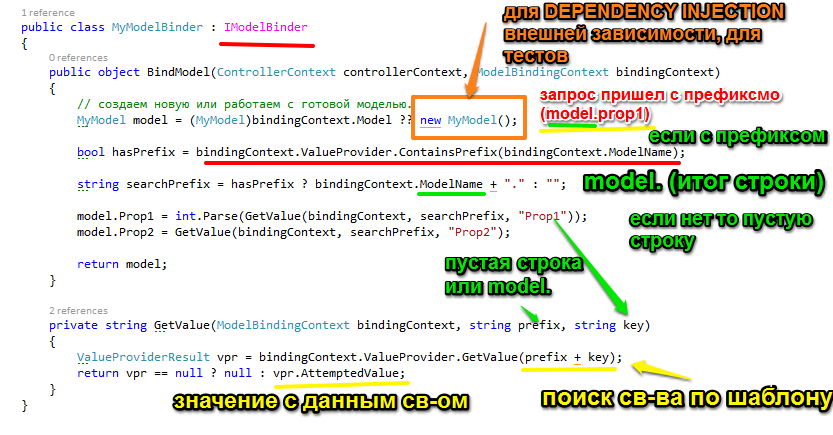 1 reference
public class MyModelBinder : IModelBinder
{
для DEPENDENCY INJECTION
внешней зависимости, для
тестов
0 references
public object BindModel(ControllerContext controllerContext, ModelBindingContext bindingContext)
{
// создаем новую или работаем с готовой моделью.
MyModel model = (MyModel)bindingContext.Model ?? new MyModel();
запрос пришел с префиксмо
(model.prop1)
если с префиксом
bool hasPrefix = bindingContext.ValueProvider.ContainsPrefix(bindingContext.ModelName);
string searchPrefix = hasPrefix ? bindingContext.ModelName + "." : "";
model. (итог строки)
model.Prop1 = int.Parse(GetValue(bindingContext, searchPrefix, "Prop1"));
model.Prop2 = GetValue(bindingContext, searchPrefix, "Prop2");
если нет то пустую
строку
return model;
}
пустая строка
или model.
2 references
private string GetValue(ModelBindingContext bindingContext, string prefix, string key)
{
ValueProviderResult vpr = bindingContext.ValueProvider.GetValue(prefix + key);
return vpr == null ? null : vpr.AttemptedValue;
}
}
значение с данным св-ом
поиск св-ва по шаблону